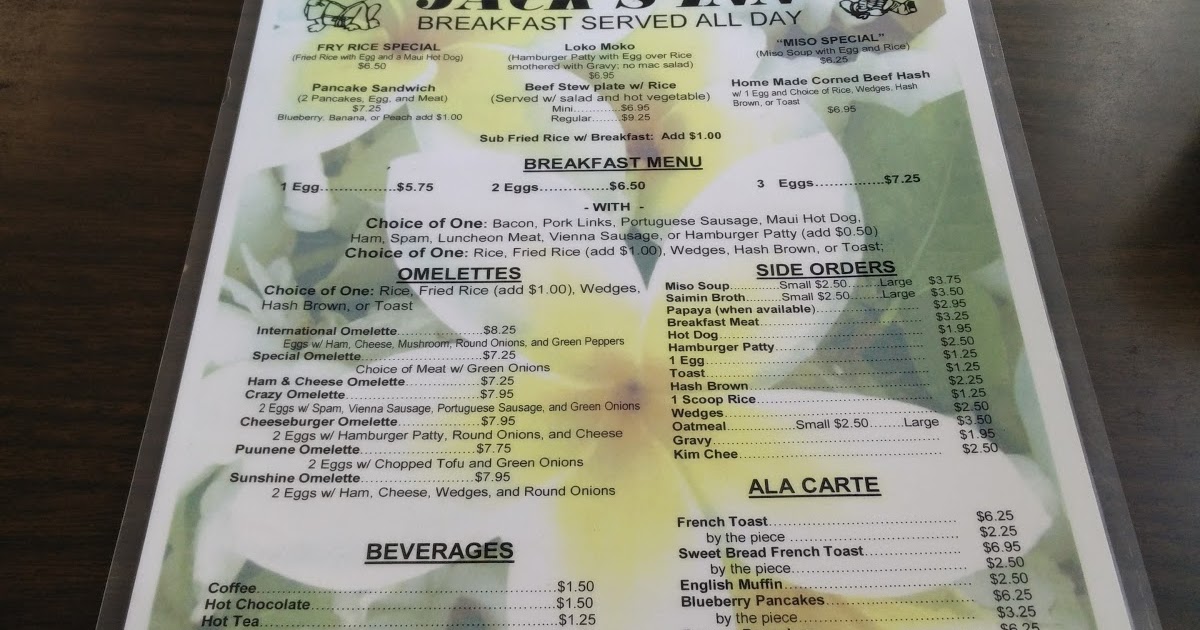 JACK'S INN
BREAKFAST SERVED ALL DAY
FRY RICE SPECIAL
(Fried Rice with Egg and a Maui Hot Dog)
$6.50
Loko Moko
(Hamburger Patty with Egg over Rice
smothered with Gravy; no mac salad)
$6.95
"MISO SPECIAL"
(Miso Soup with Egg and Rice)
$6.25
Pancake Sandwich
(2 Pancakes, Egg, and Meat)
$7.25
Blueberry, Banana, or Peach add $1.00
Beef Stew plate w/ Rice
(Served w/ salad and hot vegetable)
Mini............$6.95
Regular........$9.25
Home Made Corned Beef Hash
w/ 1 Egg and Choice of Rice, Wedges, Hash
Brown, or Toast
$6.95
Sub Fried Rice w/ Breakfast: Add $1.00
BREAKFAST MENU
1 Egg................$5.75 2 Eggs..............$6.50 3 Eggs..............$7.25
- WITH -
Choice of One: Bacon, Pork Links, Portuguese Sausage, Maui Hot Dog,
Ham, Spam, Luncheon Meat, Vienna Sausage, or Hamburger Patty (add $0.50)
Choice of One: Rice, Fried Rice (add $1.00), Wedges, Hash Brown, or Toast;
OMELETTES
Choice of One: Rice, Fried Rice (add $1.00), Wedges,
Hash Brown, or Toast
International Omelette.................$8.25
Eggs w/ Ham, Cheese, Mushroom, Round Onions, and Green Peppers
Special Omelette........................$7.25
Choice of Meat w/ Green Onions
Ham & Cheese Omelette...............$7.25
Crazy Omelette...........................$7.95
2 Eggs w/ Spam, Vienna Sausage, Portuguese Sausage, and Green Onions
Cheeseburger Omelette................$7.95
2 Eggs w/ Hamburger Patty, Round Onions, and Cheese
Puunene Omelette.......................$7.75
2 Eggs w/ Chopped Tofu and Green Onions
Sunshine Omelette......................$7.95
2 Eggs w/ Ham, Cheese, Wedges, and Round Onions
SIDE ORDERS
Miso Soup............Small $2.50........Large $3.75
Saimin Broth.........Small $2.50........Large $3.50
Papaya (when available)........................ $2.95
Breakfast Meat........................ $3.25
Hot Dog........................ $1.95
Hamburger Patty........................ $2.50
1 Egg........................ $1.25
Toast........................ $1.25
Hash Brown........................ $2.25
1 Scoop Rice........................ $1.25
Wedges........................ $2.50
Oatmeal...............Small $2.50........Large $3.50
Gravy........................ $1.95
Kim Chee........................ $2.50
ALA CARTE
French Toast........................ $6.25
by the piece ........................ $2.25
Sweet Bread French Toast................ $6.95
by the piece........................ $2.50
English Muffin........................ $2.50
Blueberry Pancakes........................ $6.25
by the piece........................ $3.25
$6.25
BEVERAGES
Coffee........................$1.50
Hot Chocolate........................$1.50
Hot Tea........................$1.25